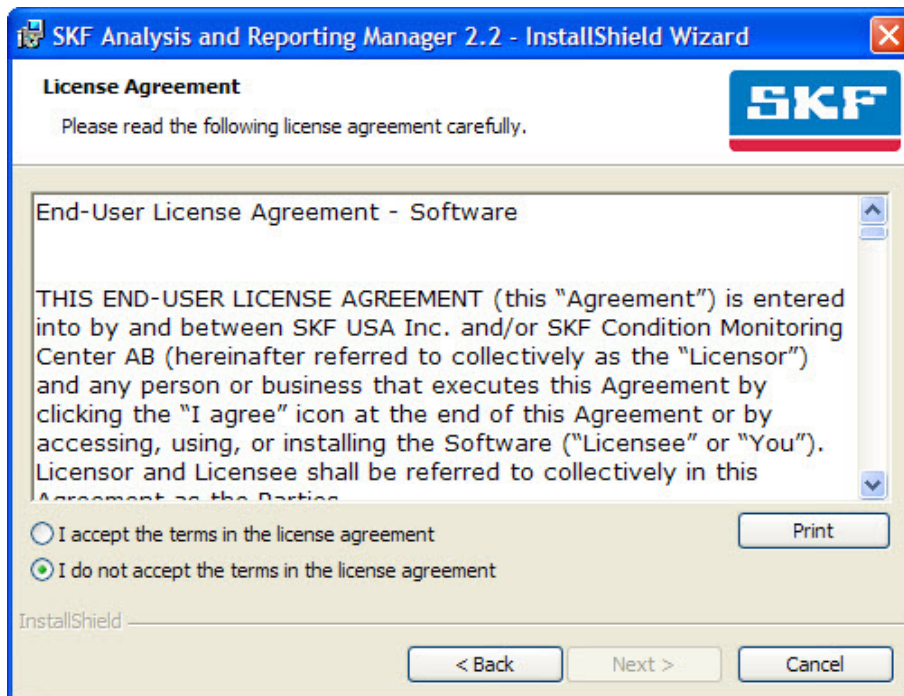 SKF Analysis and Reporting Manager 2.2 - InstallShield Wizard
License Agreement
Please read the following license agreement carefully.
SKF
End-User License Agreement - Software
THIS END-USER LICENSE AGREEMENT (this “Agreement”) is entered
into by and between SKF USA Inc. and/or SKF Condition Monitoring
Center AB (hereinafter referred to collectively as the “Licensor”)
and any person or business that executes this Agreement by
clicking the “I agree” icon at the end of this Agreement or by
accessing, using, or installing the Software (“Licensee” or “You”).
Licensor and Licensee shall be referred to collectively in this
Agreement as the Parties
I accept the terms in the license agreement
Print
I do not accept the terms in the license agreement
InstallShield
< Back
Next >
Cancel